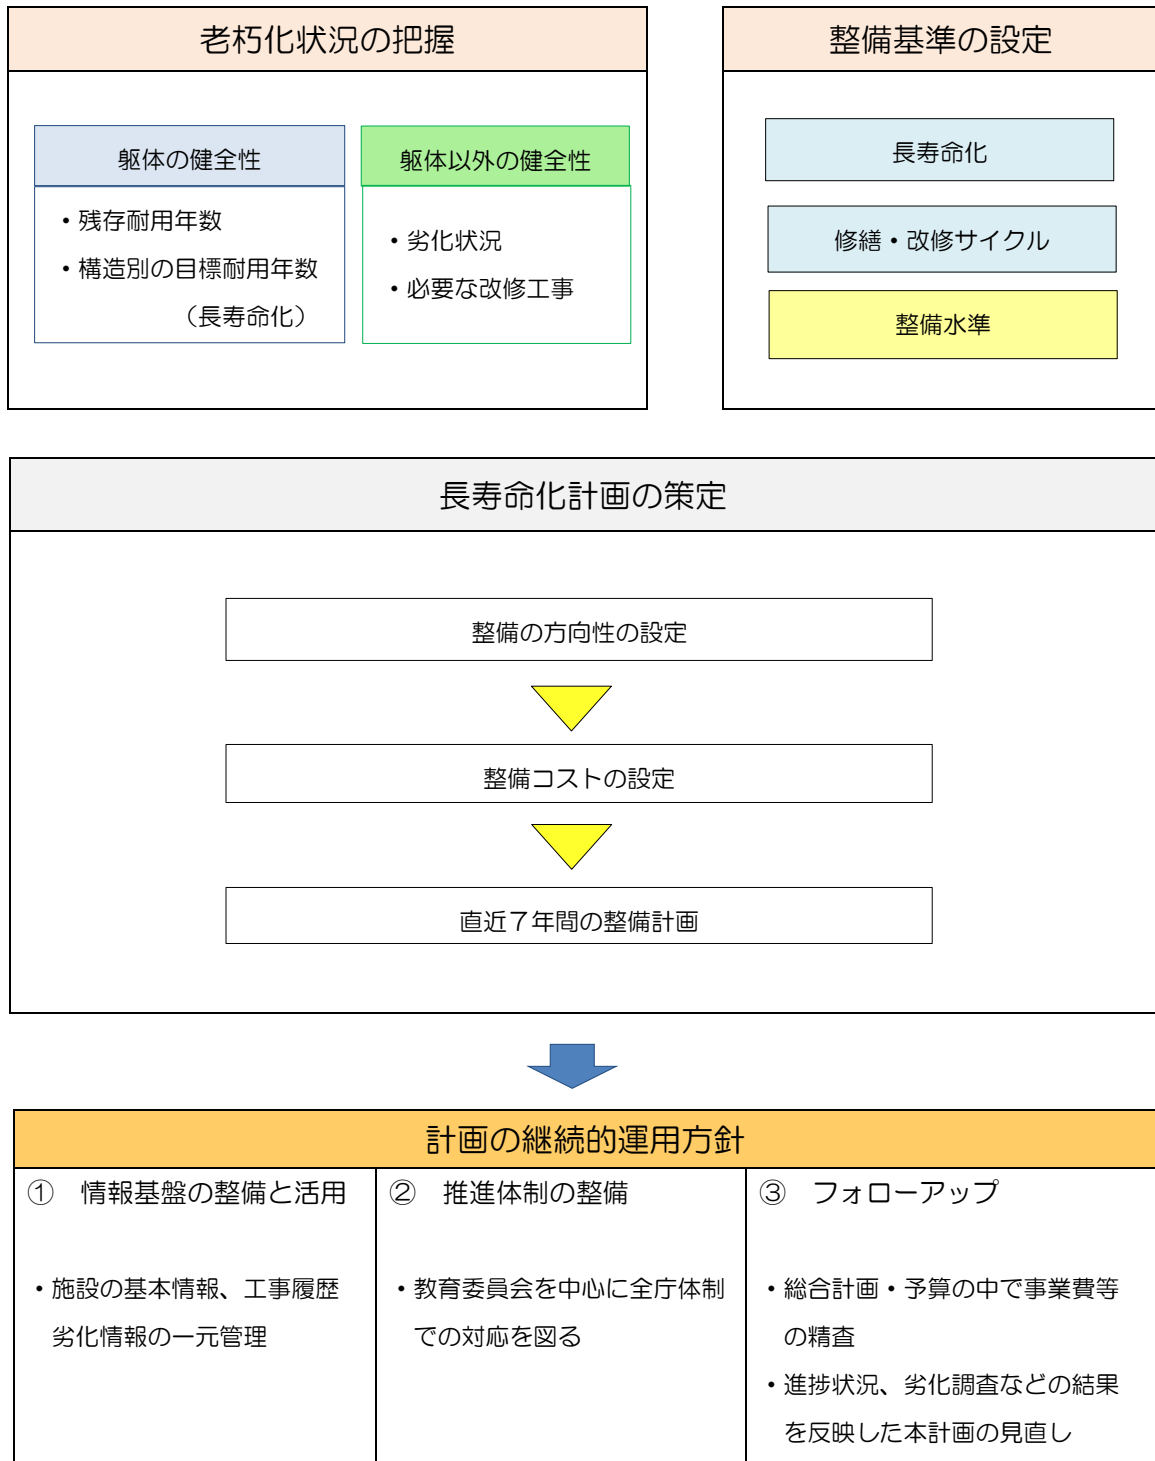 老朽化状況の把握
躯体の健全性
・残存耐用年数
・構造別の目標耐用年数
（長寿命化）
躯体以外の健全性
・劣化状況
・必要な改修工事
整備基準の設定
長寿命化
修繕・改修サイクル
整備水準
長寿命化計画の策定
整備の方向性の設定
整備コストの設定
直近７年間の整備計画
計画の継続的運用方針
①　情報基盤の整備と活用
・施設の基本情報、工事履歴
劣化情報の一元管理
②　推進体制の整備
・教育委員会を中心に全庁体制
での対応を図る
③　フォローアップ
・総合計画・予算の中で事業費等
の精査
・進捗状況、劣化調査などの結果
を反映した本計画の見直し